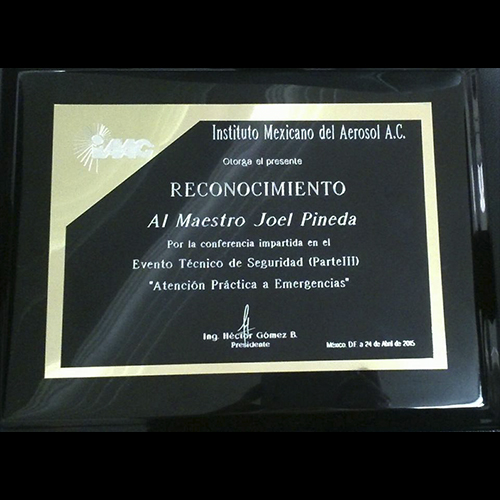 IMAAC
Instituto Mexicano del Aerosol A.C.
Otorga el presente
RECONOCIMIENTO
Al Maestro Joel Pineda
Por la conferencia impartida en el
Evento Técnico de Seguridad (ParteIII)
"Atención Práctica a Emergencias"
Ing. Héctor Gómez B.
Presidente
México, DF. a 24 de Abril de 2015